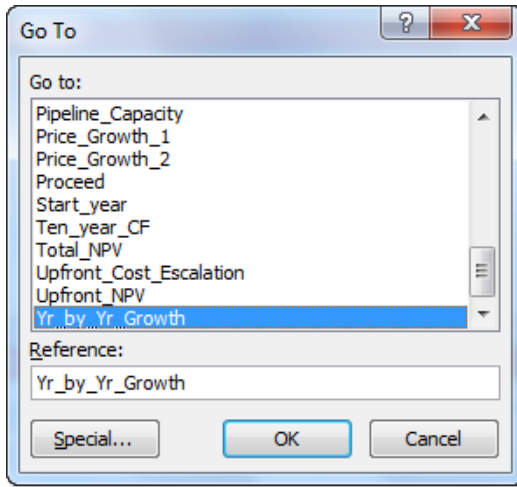 Go To
?
Go to:
Pipeline_Capacity
Price_Growth_1
Price_Growth_2
Proceed
Start_year
Ten_year_CF
Total_NPV
Upfront_Cost_Escalation
Upfront_NPV
Yr_by_Yr_Growth
Reference:
Yr_by_Yr_Growth
Special... OK Cancel